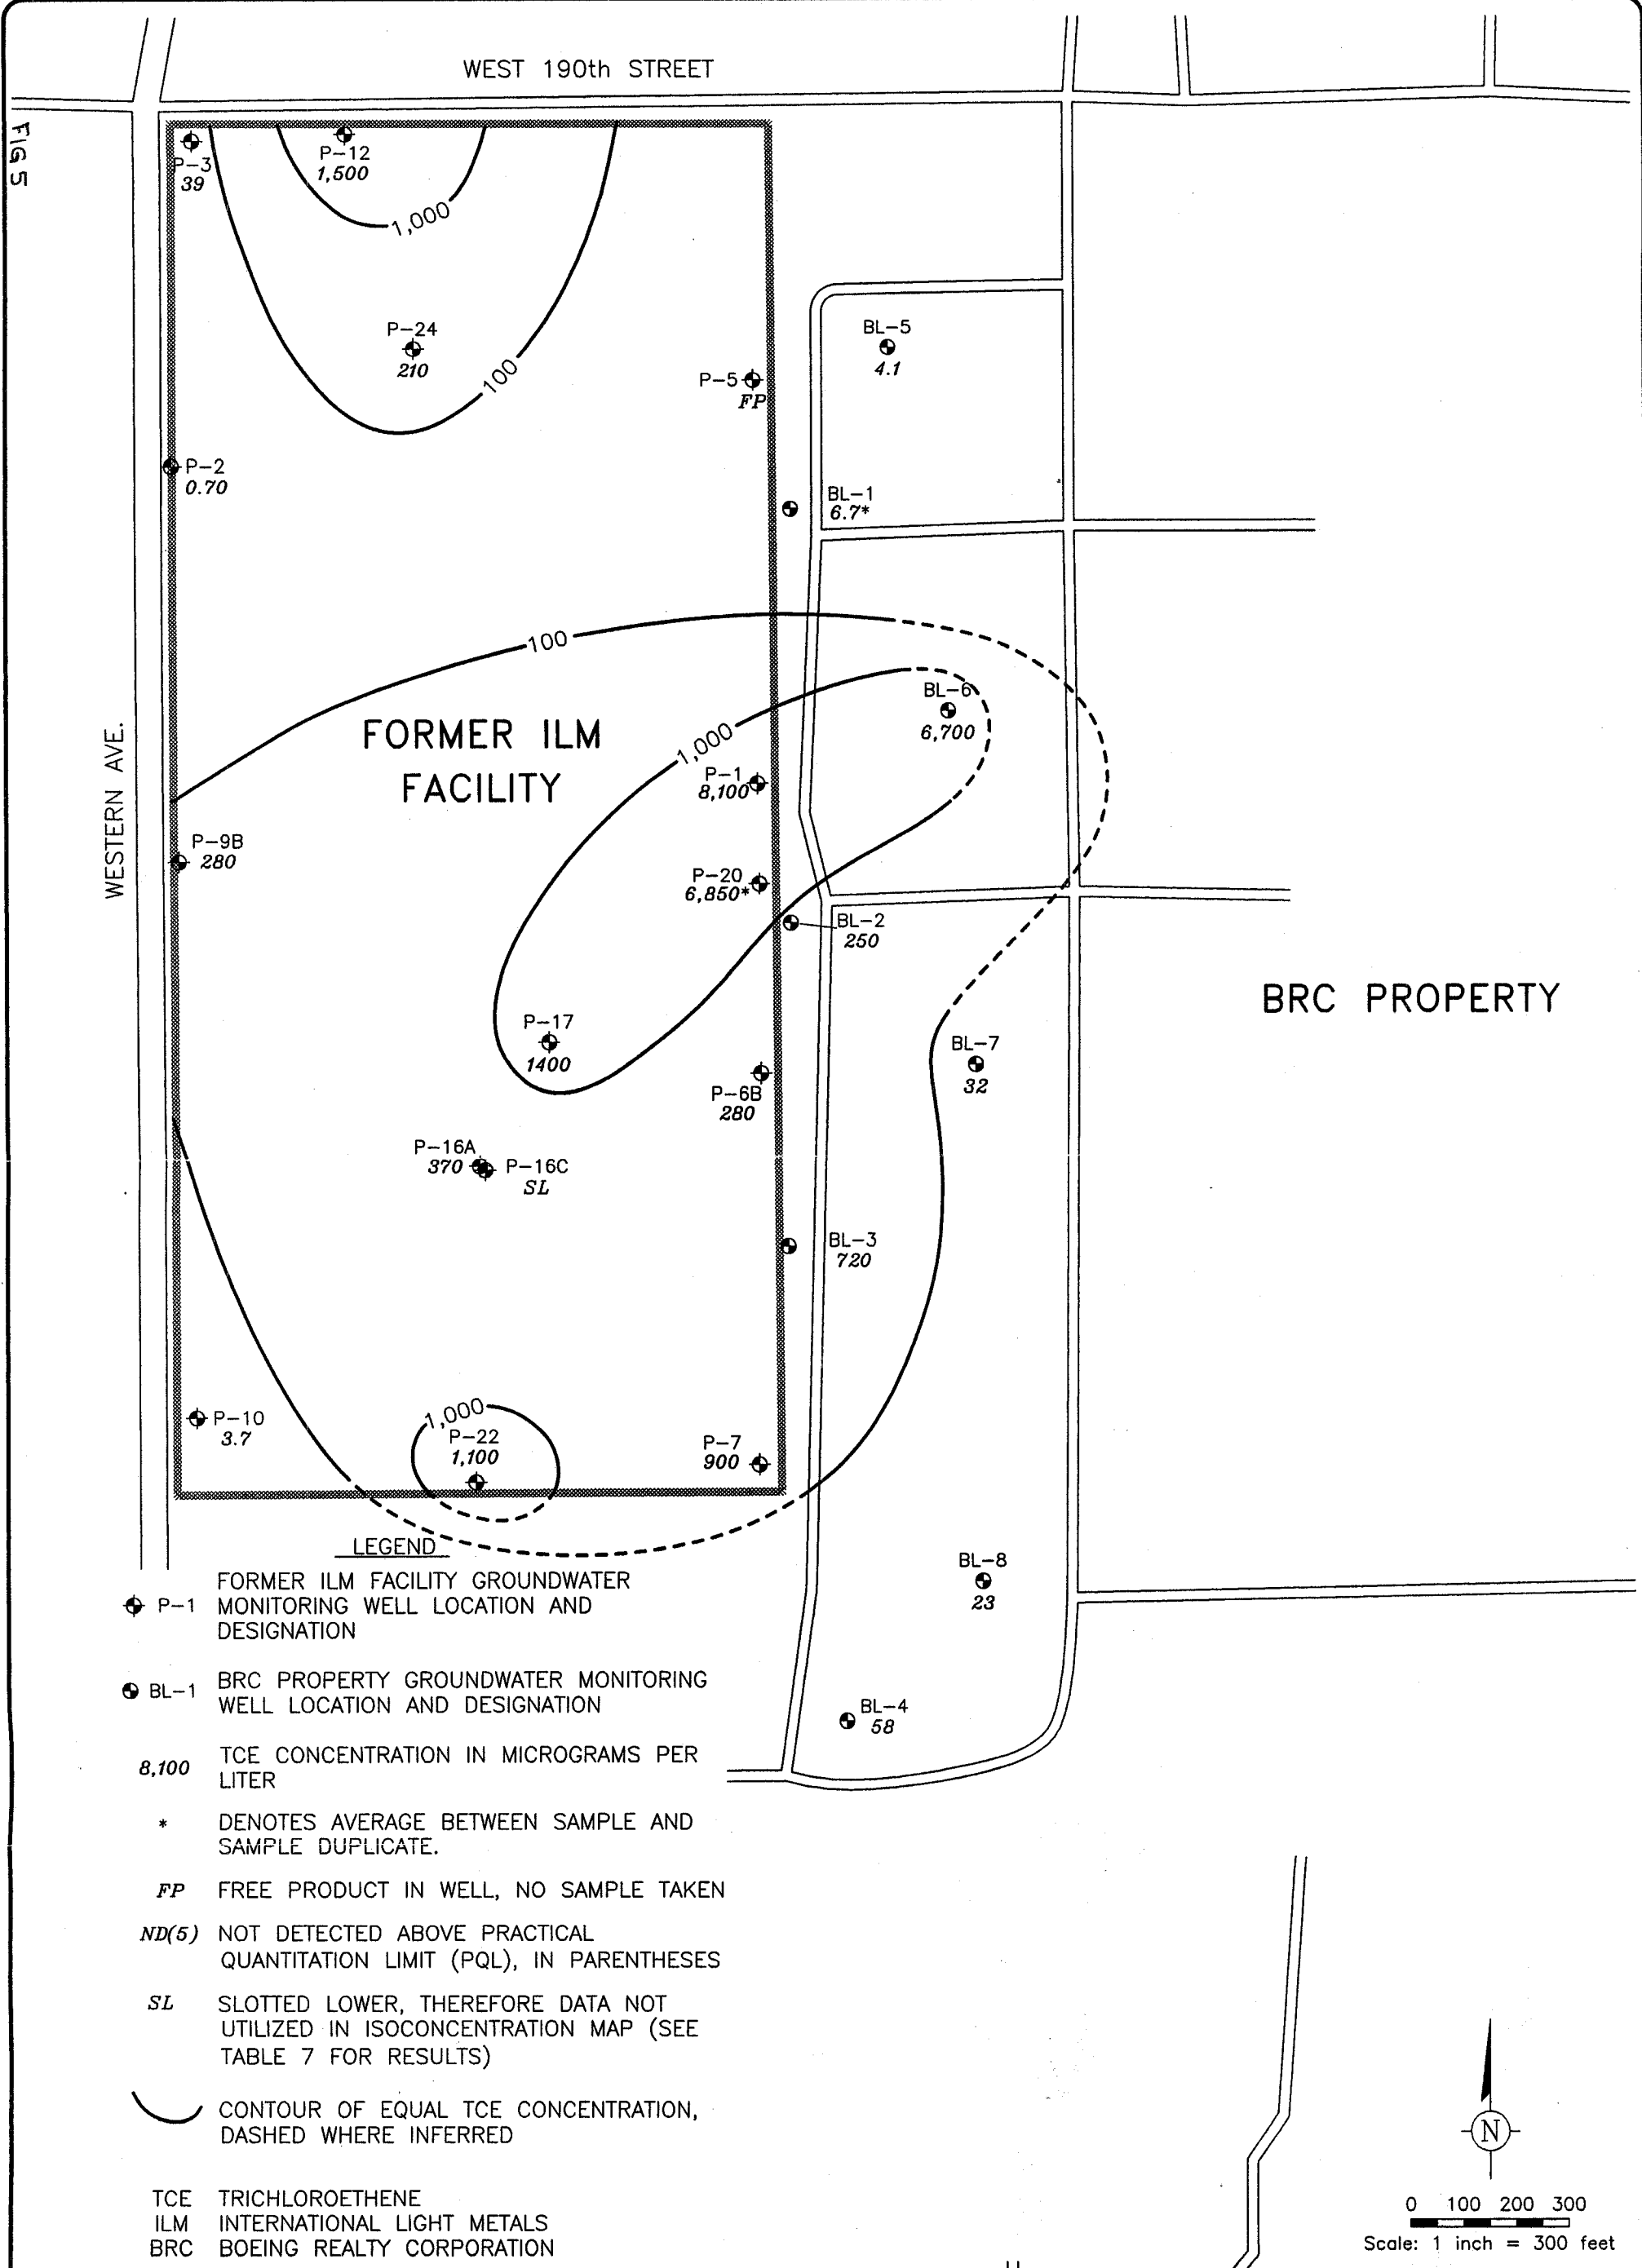 WEST 190th STREET
FIG 5
P-3
39
P-12
1,500
1,000
P-24
210
100
P-5
FP
BL-5
4.1
P-2
0.70
BL-1
6.7*
100
WESTERN AVE.
FORMER ILM
FACILITY
1,000
BL-6
6,700
P-1
8,100
P-9B
280
P-20
6,850*
BL-2
250
BRC PROPERTY
P-17
1400
BL-7
32
P-6B
280
P-16A
370
P-16C
SL
BL-3
720
P-10
3.7
1,000
P-22
1,100
P-7
900
BL-8
23
BL-4
58
LEGEND
P-1 FORMER ILM FACILITY GROUNDWATER
MONITORING WELL LOCATION AND
DESIGNATION
BL-1 BRC PROPERTY GROUNDWATER MONITORING
WELL LOCATION AND DESIGNATION
8,100 TCE CONCENTRATION IN MICROGRAMS PER
LITER
* DENOTES AVERAGE BETWEEN SAMPLE AND
SAMPLE DUPLICATE.
FP FREE PRODUCT IN WELL, NO SAMPLE TAKEN
ND(5) NOT DETECTED ABOVE PRACTICAL
QUANTITATION LIMIT (PQL), IN PARENTHESES
SL SLOTTED LOWER, THEREFORE DATA NOT
UTILIZED IN ISOCONCENTRATION MAP (SEE
TABLE 7 FOR RESULTS)
CONTOUR OF EQUAL TCE CONCENTRATION,
DASHED WHERE INFERRED
TCE TRICHLOROETHENE
ILM INTERNATIONAL LIGHT METALS
BRC BOEING REALTY CORPORATION
N
0 100 200 300
Scale: 1 inch = 300 feet